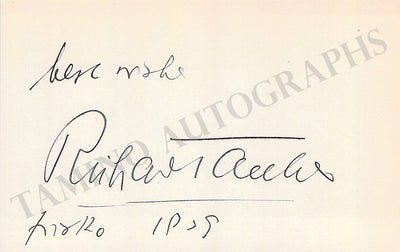 best wishes
Richard Tauber
1939
TAMINO AUTOGRAPHS